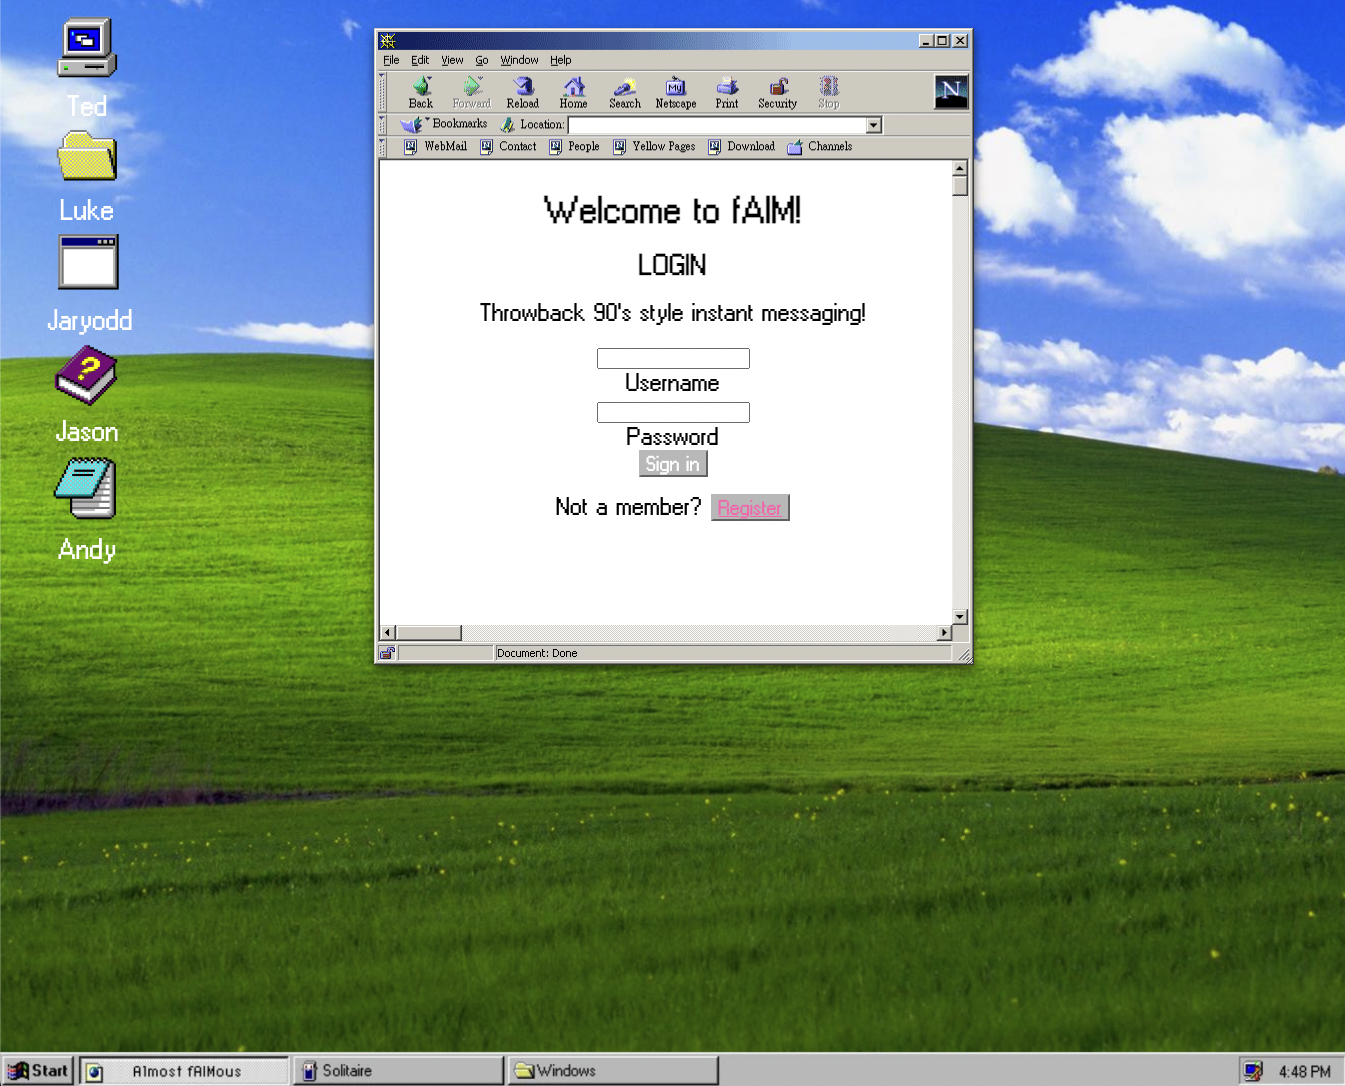 Ted
Luke
Jaryodd
Jason
Andy
File Edit View Go Window Help
Back Forward Reload Home Search Netscape Print Security Stop
My
N
Bookmarks Location:
WebMail Contact People Yellow Pages Download Channels
Welcome to fAIM!
LOGIN
Throwback 90's style instant messaging!
Username
Password
Sign in
Not a member? Register
Document: Done
Start Almost fAIMous Solitaire Windows 4:48 PM